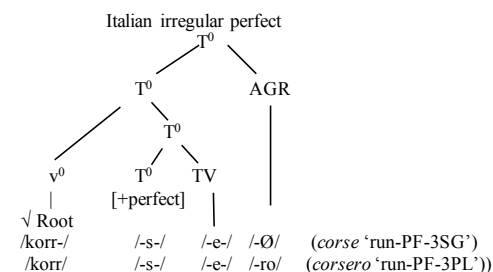 Italian irregular perfect
T⁰
T⁰ AGR
T⁰
v⁰ T⁰ TV
[+perfect]
√ Root
/korr-/ /-s-/ /-e-/ /-Ø/ (corse ‘run-PF-3SG’)
/korr/ /-s-/ /-e-/ /-ro/ (corsero ‘run-PF-3PL’))